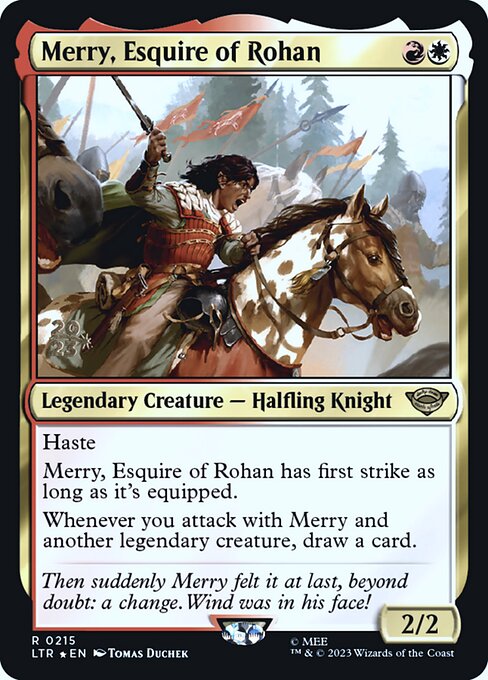 Merry, Esquire of Rohan
20
23
Legendary Creature — Halfling Knight
Haste
Merry, Esquire of Rohan has first strike as
long as it's equipped.
Whenever you attack with Merry and
another legendary creature, draw a card.
Then suddenly Merry felt it at last, beyond
doubt: a change. Wind was in his face!
2/2
R 0215
LTR ★ EN Tomas Duchek
© MEE
™ & © 2023 Wizards of the Coast